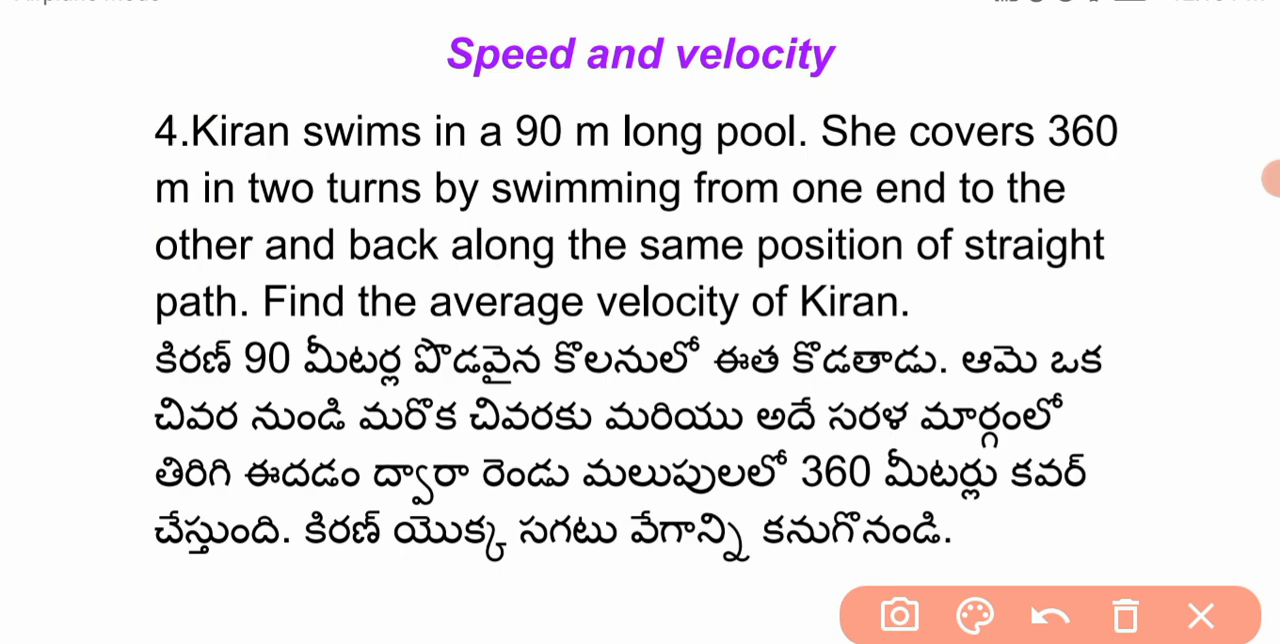 Speed and velocity
4.Kiran swims in a 90 m long pool. She covers 360
m in two turns by swimming from one end to the
other and back along the same position of straight
path. Find the average velocity of Kiran.
కిరణ్ 90 మీటర్ల పొడవైన కొలనులో ఈత కొడతాడు. ఆమె ఒక
చివర నుండి మరొక చివరకు మరియు అదే సరళ మార్గంలో
తిరిగి ఈదడం ద్వారా రెండు మలుపులలో 360 మీటర్లు కవర్
చేస్తుంది. కిరణ్ యొక్క సగటు వేగాన్ని కనుగొనండి.